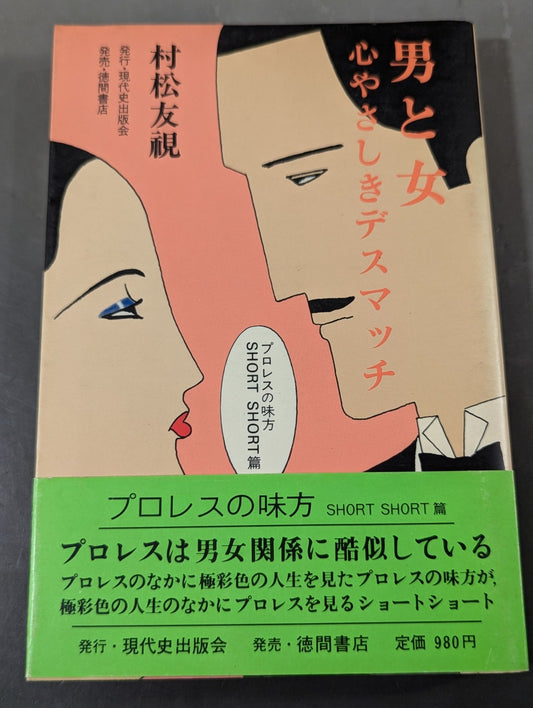 男と女
心やさしきデスマッチ
村松友視
発行・現代史出版会
発売・徳間書店
プロレスの味方
SHORT SHORT篇
プロレスの味方 SHORT SHORT 篇
プロレスは男女関係に酷似している
プロレスのなかに極彩色の人生を見たプロレスの味方が、
極彩色の人生のなかにプロレスを見るショートショート
発行・現代史出版会 発売・徳間書店 定価 980円